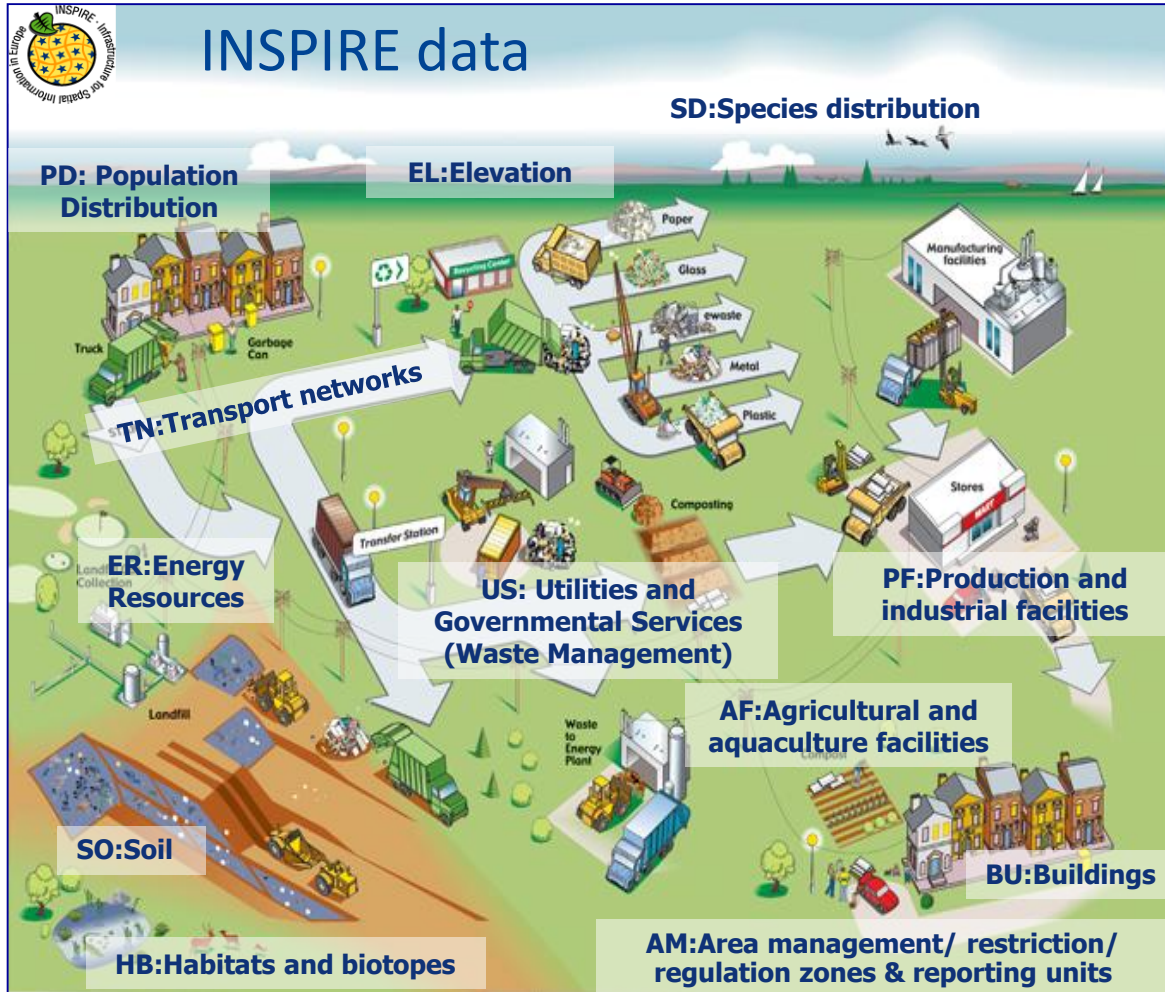 INSPIRE - Infrastructure for Spatial Information in Europe
INSPIRE data
SD:Species distribution
PD: Population
Distribution
EL:Elevation
Paper
Glass
ewaste
Metal
Plastic
Recycling Center
Manufacturing
facilities
Truck
Garbage
Can
TN:Transport networks
Transfer Station
Composting
Stores
MART
ER:Energy
Resources
Collection
US: Utilities and
Governmental Services
(Waste Management)
PF:Production and
industrial facilities
Landfill
Waste
to
Energy
Plant
AF:Agricultural and
aquaculture facilities
Compost
SO:Soil
BU:Buildings
HB:Habitats and biotopes
AM:Area management/ restriction/
regulation zones & reporting units